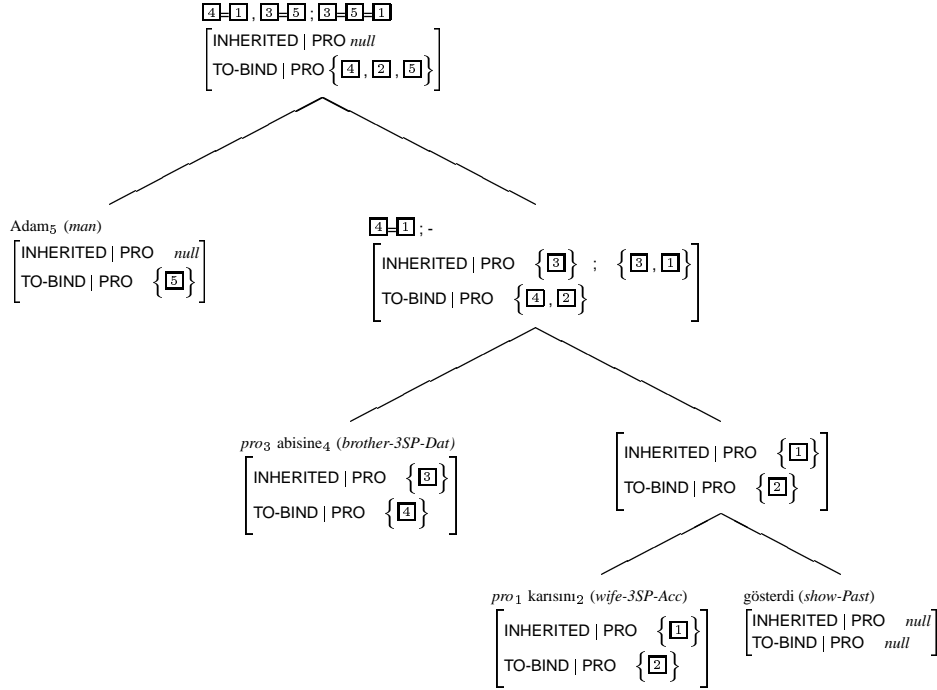 4=1, 3=5; 3=5=1
INHERITED | PRO null
TO-BIND | PRO {4, 2, 5}
Adam5 (man)
INHERITED | PRO null
TO-BIND | PRO {5}
4=1; -
INHERITED | PRO {3} ; {3, 1}
TO-BIND | PRO {4, 2}
pro3 abisine4 (brother-3SP-Dat)
INHERITED | PRO {3}
TO-BIND | PRO {4}
INHERITED | PRO {1}
TO-BIND | PRO {2}
pro1 karısını2 (wife-3SP-Acc)
INHERITED | PRO {1}
TO-BIND | PRO {2}
gösterdi (show-Past)
INHERITED | PRO null
TO-BIND | PRO null